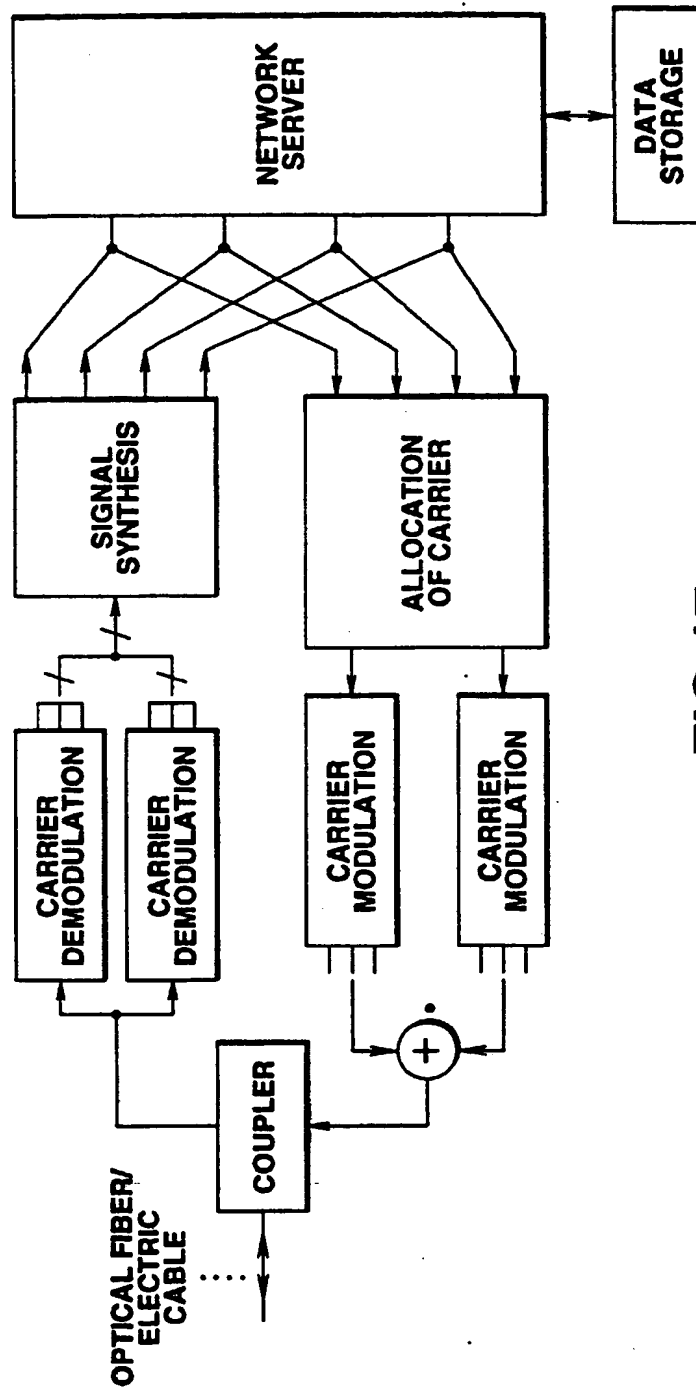 OPTICAL FIBER/
ELECTRIC
CABLE
COUPLER
CARRIER
DEMODULATION
CARRIER
DEMODULATION
SIGNAL
SYNTHESIS
NETWORK
SERVER
CARRIER
MODULATION
CARRIER
MODULATION
ALLOCATION
OF CARRIER
DATA
STORAGE
+